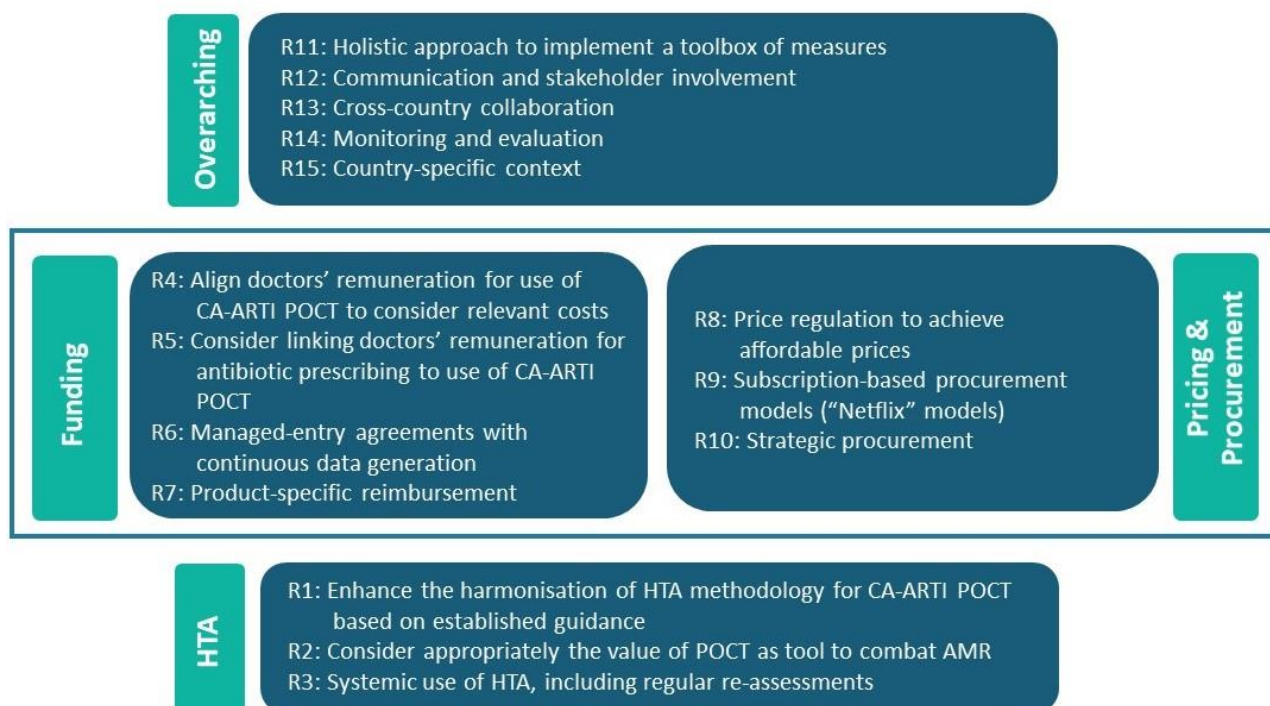 Overarching
R11: Holistic approach to implement a toolbox of measures
R12: Communication and stakeholder involvement
R13: Cross-country collaboration
R14: Monitoring and evaluation
R15: Country-specific context
Funding
R4: Align doctors’ remuneration for use of
CA-ARTI POCT to consider relevant costs
R5: Consider linking doctors’ remuneration for
antibiotic prescribing to use of CA-ARTI
POCT
R6: Managed-entry agreements with
continuous data generation
R7: Product-specific reimbursement
R8: Price regulation to achieve
affordable prices
R9: Subscription-based procurement
models (“Netflix” models)
R10: Strategic procurement
Pricing &
Procurement
HTA
R1: Enhance the harmonisation of HTA methodology for CA-ARTI POCT
based on established guidance
R2: Consider appropriately the value of POCT as tool to combat AMR
R3: Systemic use of HTA, including regular re-assessments